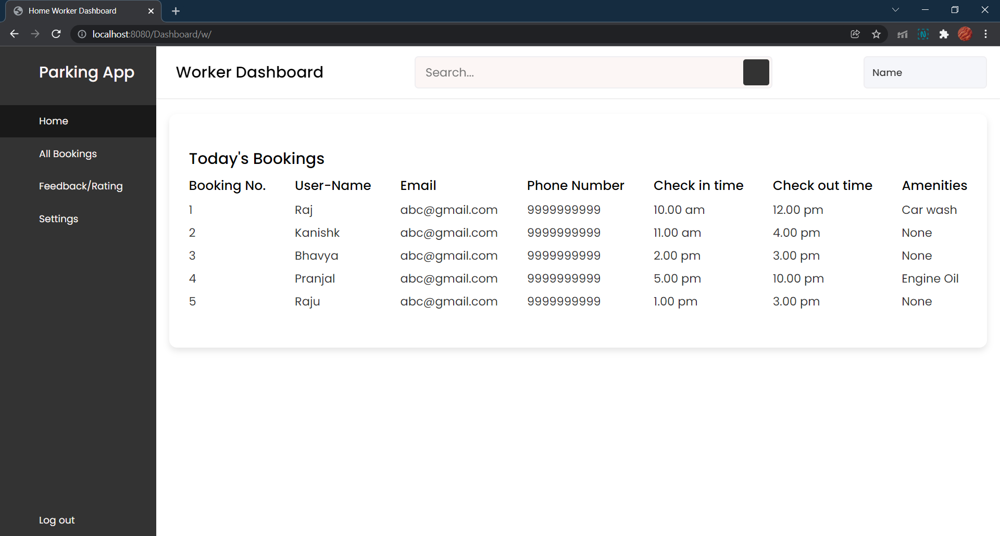 Home Worker Dashboard
localhost:8080/Dashboard/w/
Parking App
Home
All Bookings
Feedback/Rating
Settings
Log out
Worker Dashboard
Search...
Name
Today's Bookings
Booking No. User-Name Email Phone Number Check in time Check out time Amenities
1 Raj abc@gmail.com 9999999999 10.00 am 12.00 pm Car wash
2 Kanishk abc@gmail.com 9999999999 11.00 am 4.00 pm None
3 Bhavya abc@gmail.com 9999999999 2.00 pm 3.00 pm None
4 Pranjal abc@gmail.com 9999999999 5.00 pm 10.00 pm Engine Oil
5 Raju abc@gmail.com 9999999999 1.00 pm 3.00 pm None